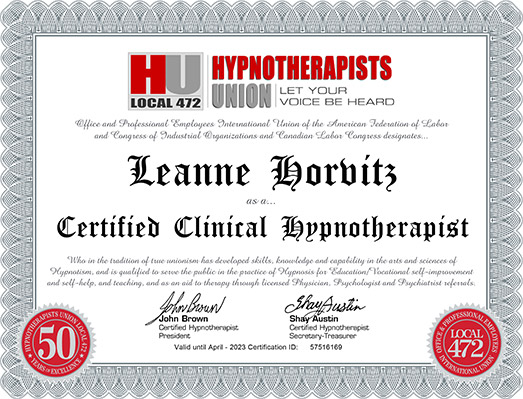 HU
LOCAL 472
HYPNOTHERAPISTS
UNION
LET YOUR
VOICE BE HEARD
Office and Professional Employees International Union of the American Federation of Labor
and Congress of Industrial Organizations and Canadian Labor Congress designates...
Leanne Horvitz
as a...
Certified Clinical Hypnotherapist
Who in the tradition of true unionism has developed skills, knowledge and capability in the arts and sciences of
Hypnotism, and is qualified to serve the public in the practice of Hypnosis for "Education/Vocational self-improvement
and self-help, and teaching, and as an aid to therapy through licensed Physician, Psychologist and Psychiatrist referrals.
John Brown
Shay Austin
John Brown
Certified Hypnotherapist
President
Shay Austin
Certified Hypnotherapist
Secretary-Treasurer
Valid until April - 2023 Certification ID: 57516169
HYPNOTHERAPISTS UNION LOCAL 472
50
YEARS OF EXCELLENCE
OFFICE & PROFESSIONAL EMPLOYEES
LOCAL
472
INTERNATIONAL UNION